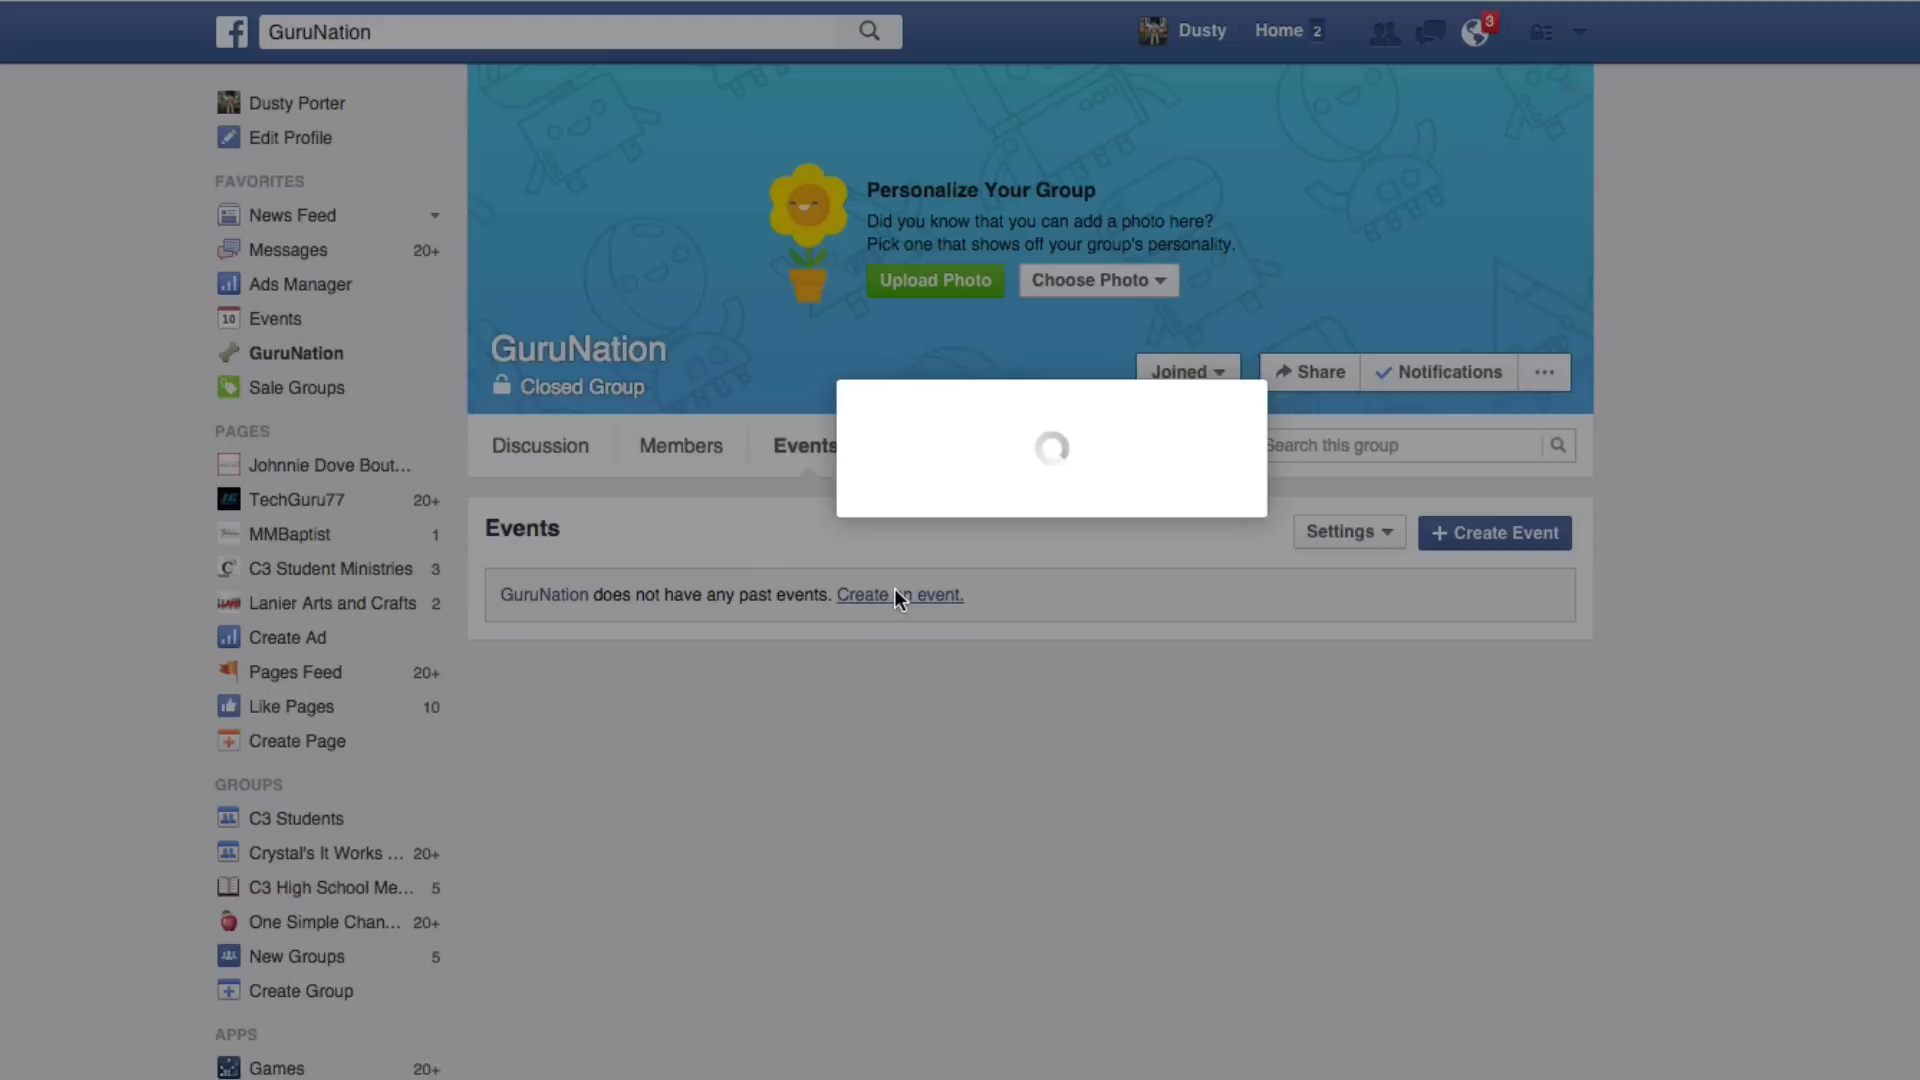 GuruNation
Dusty
Home 2
3
Dusty Porter
Edit Profile
FAVORITES
News Feed
Messages 20+
Ads Manager
10 Events
GuruNation
Sale Groups
PAGES
Johnnie Dove Bout...
TechGuru77 20+
MMBaptist 1
C3 Student Ministries 3
Lanier Arts and Crafts 2
Create Ad
Pages Feed 20+
Like Pages 10
Create Page
GROUPS
C3 Students
Crystal's It Works ... 20+
C3 High School Me... 5
One Simple Chan... 20+
New Groups 5
Create Group
APPS
Games 20+
Personalize Your Group
Did you know that you can add a photo here?
Pick one that shows off your group's personality.
Upload Photo
Choose Photo
GuruNation
Closed Group
Joined
Share
Notifications
...
Discussion
Members
Events
Search this group
Events
Settings
+ Create Event
GuruNation does not have any past events. Create an event.